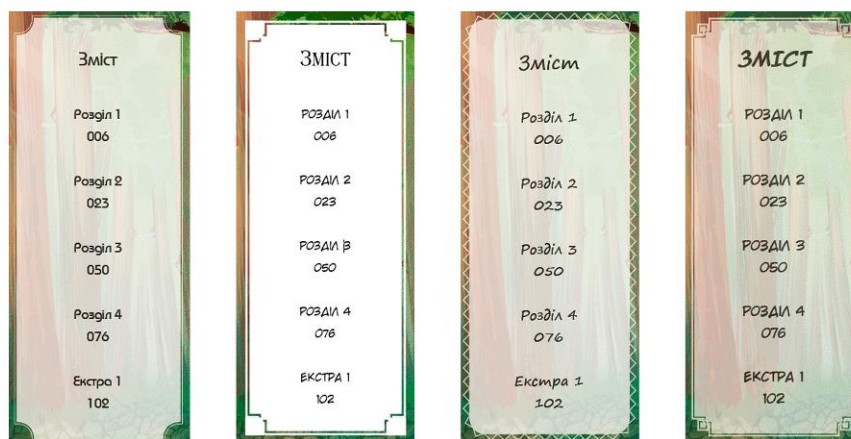 Зміст
Розділ 1
006
Розділ 2
023
Розділ 3
050
Розділ 4
076
Екстра 1
102
ЗМІСТ
РОЗДІЛ 1
006
РОЗДІЛ 2
023
РОЗДІЛ 3
050
РОЗДІЛ 4
076
ЕКСТРА 1
102
Зміст
Розділ 1
006
Розділ 2
023
Розділ 3
050
Розділ 4
076
Екстра 1
102
ЗМІСТ
РОЗДІЛ 1
006
РОЗДІЛ 2
023
РОЗДІЛ 3
050
РОЗДІЛ 4
076
ЕКСТРА 1
102